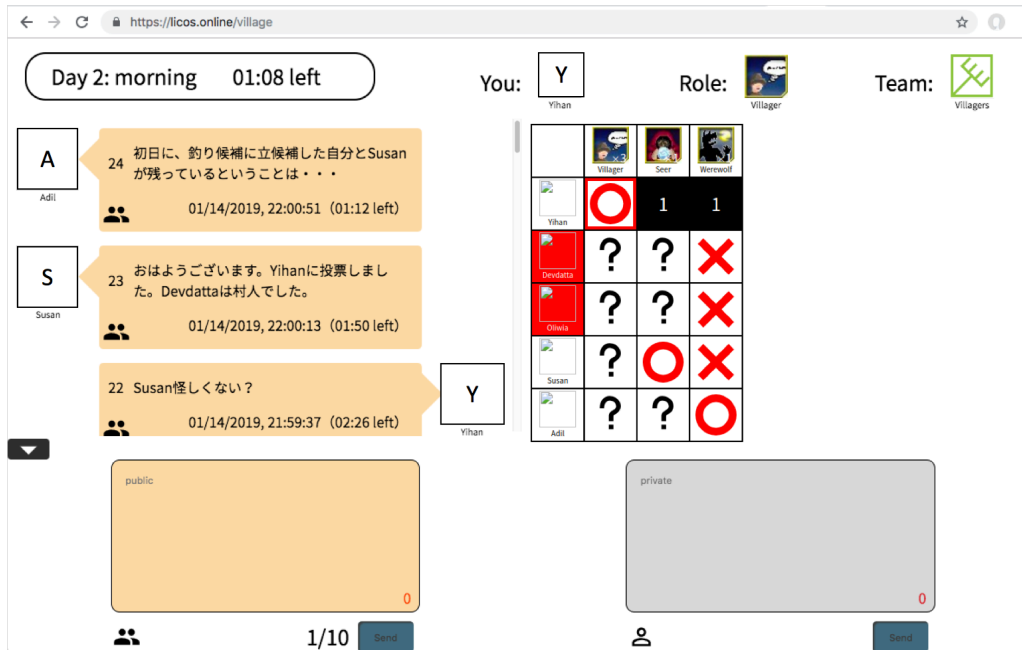 https://licos.online/village
Day 2: morning 01:08 left
You:
Y
Yihan
Role:
Villager
Team:
Villagers
A
Adil
24 初日に、釣り候補に立候補した自分とSusan
が残っているということは・・・
01/14/2019, 22:00:51（01:12 left）
S
Susan
23 おはようございます。Yihanに投票しまし
た。Devdattaは村人でした。
01/14/2019, 22:00:13（01:50 left）
22 Susan怪しくない？
01/14/2019, 21:59:37（02:26 left）
Y
Yihan
x 3
Villager Seer Werewolf
Yihan
1 1
Devdatta
? ?
Oliwia
? ?
Susan
?
Adil
? ?
public
0
1/10 Send
private
0
Send